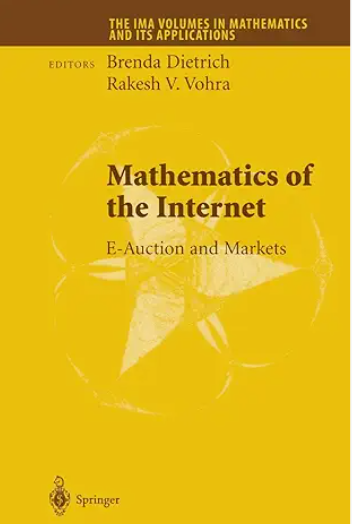 THE IMA VOLUMES IN MATHEMATICS
AND ITS APPLICATIONS
EDITORS Brenda Dietrich
Rakesh V. Vohra
Mathematics of
the Internet
E-Auction and Markets
Springer